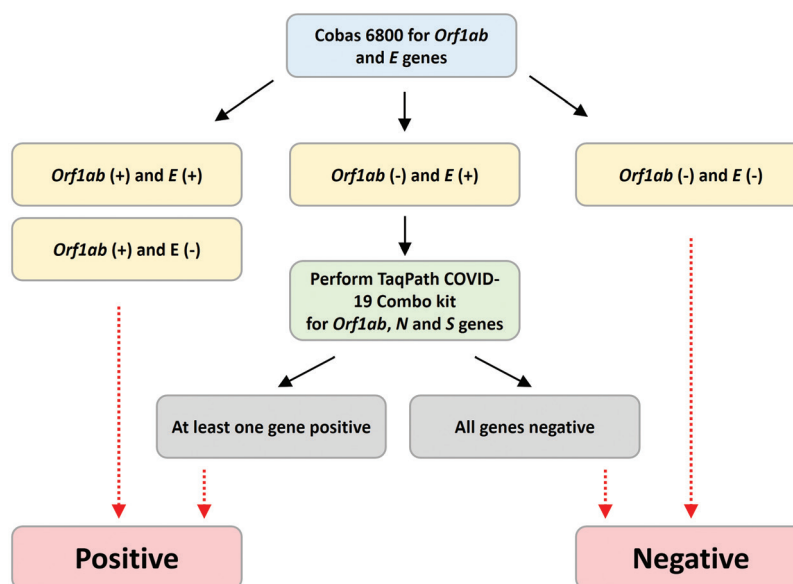 Cobas 6800 for Orf1ab
and E genes
Orf1ab (+) and E (+)
Orf1ab (-) and E (+)
Orf1ab (-) and E (-)
Orf1ab (+) and E (-)
Perform TaqPath COVID-
19 Combo kit
for Orf1ab, N and S genes
At least one gene positive
All genes negative
Positive
Negative